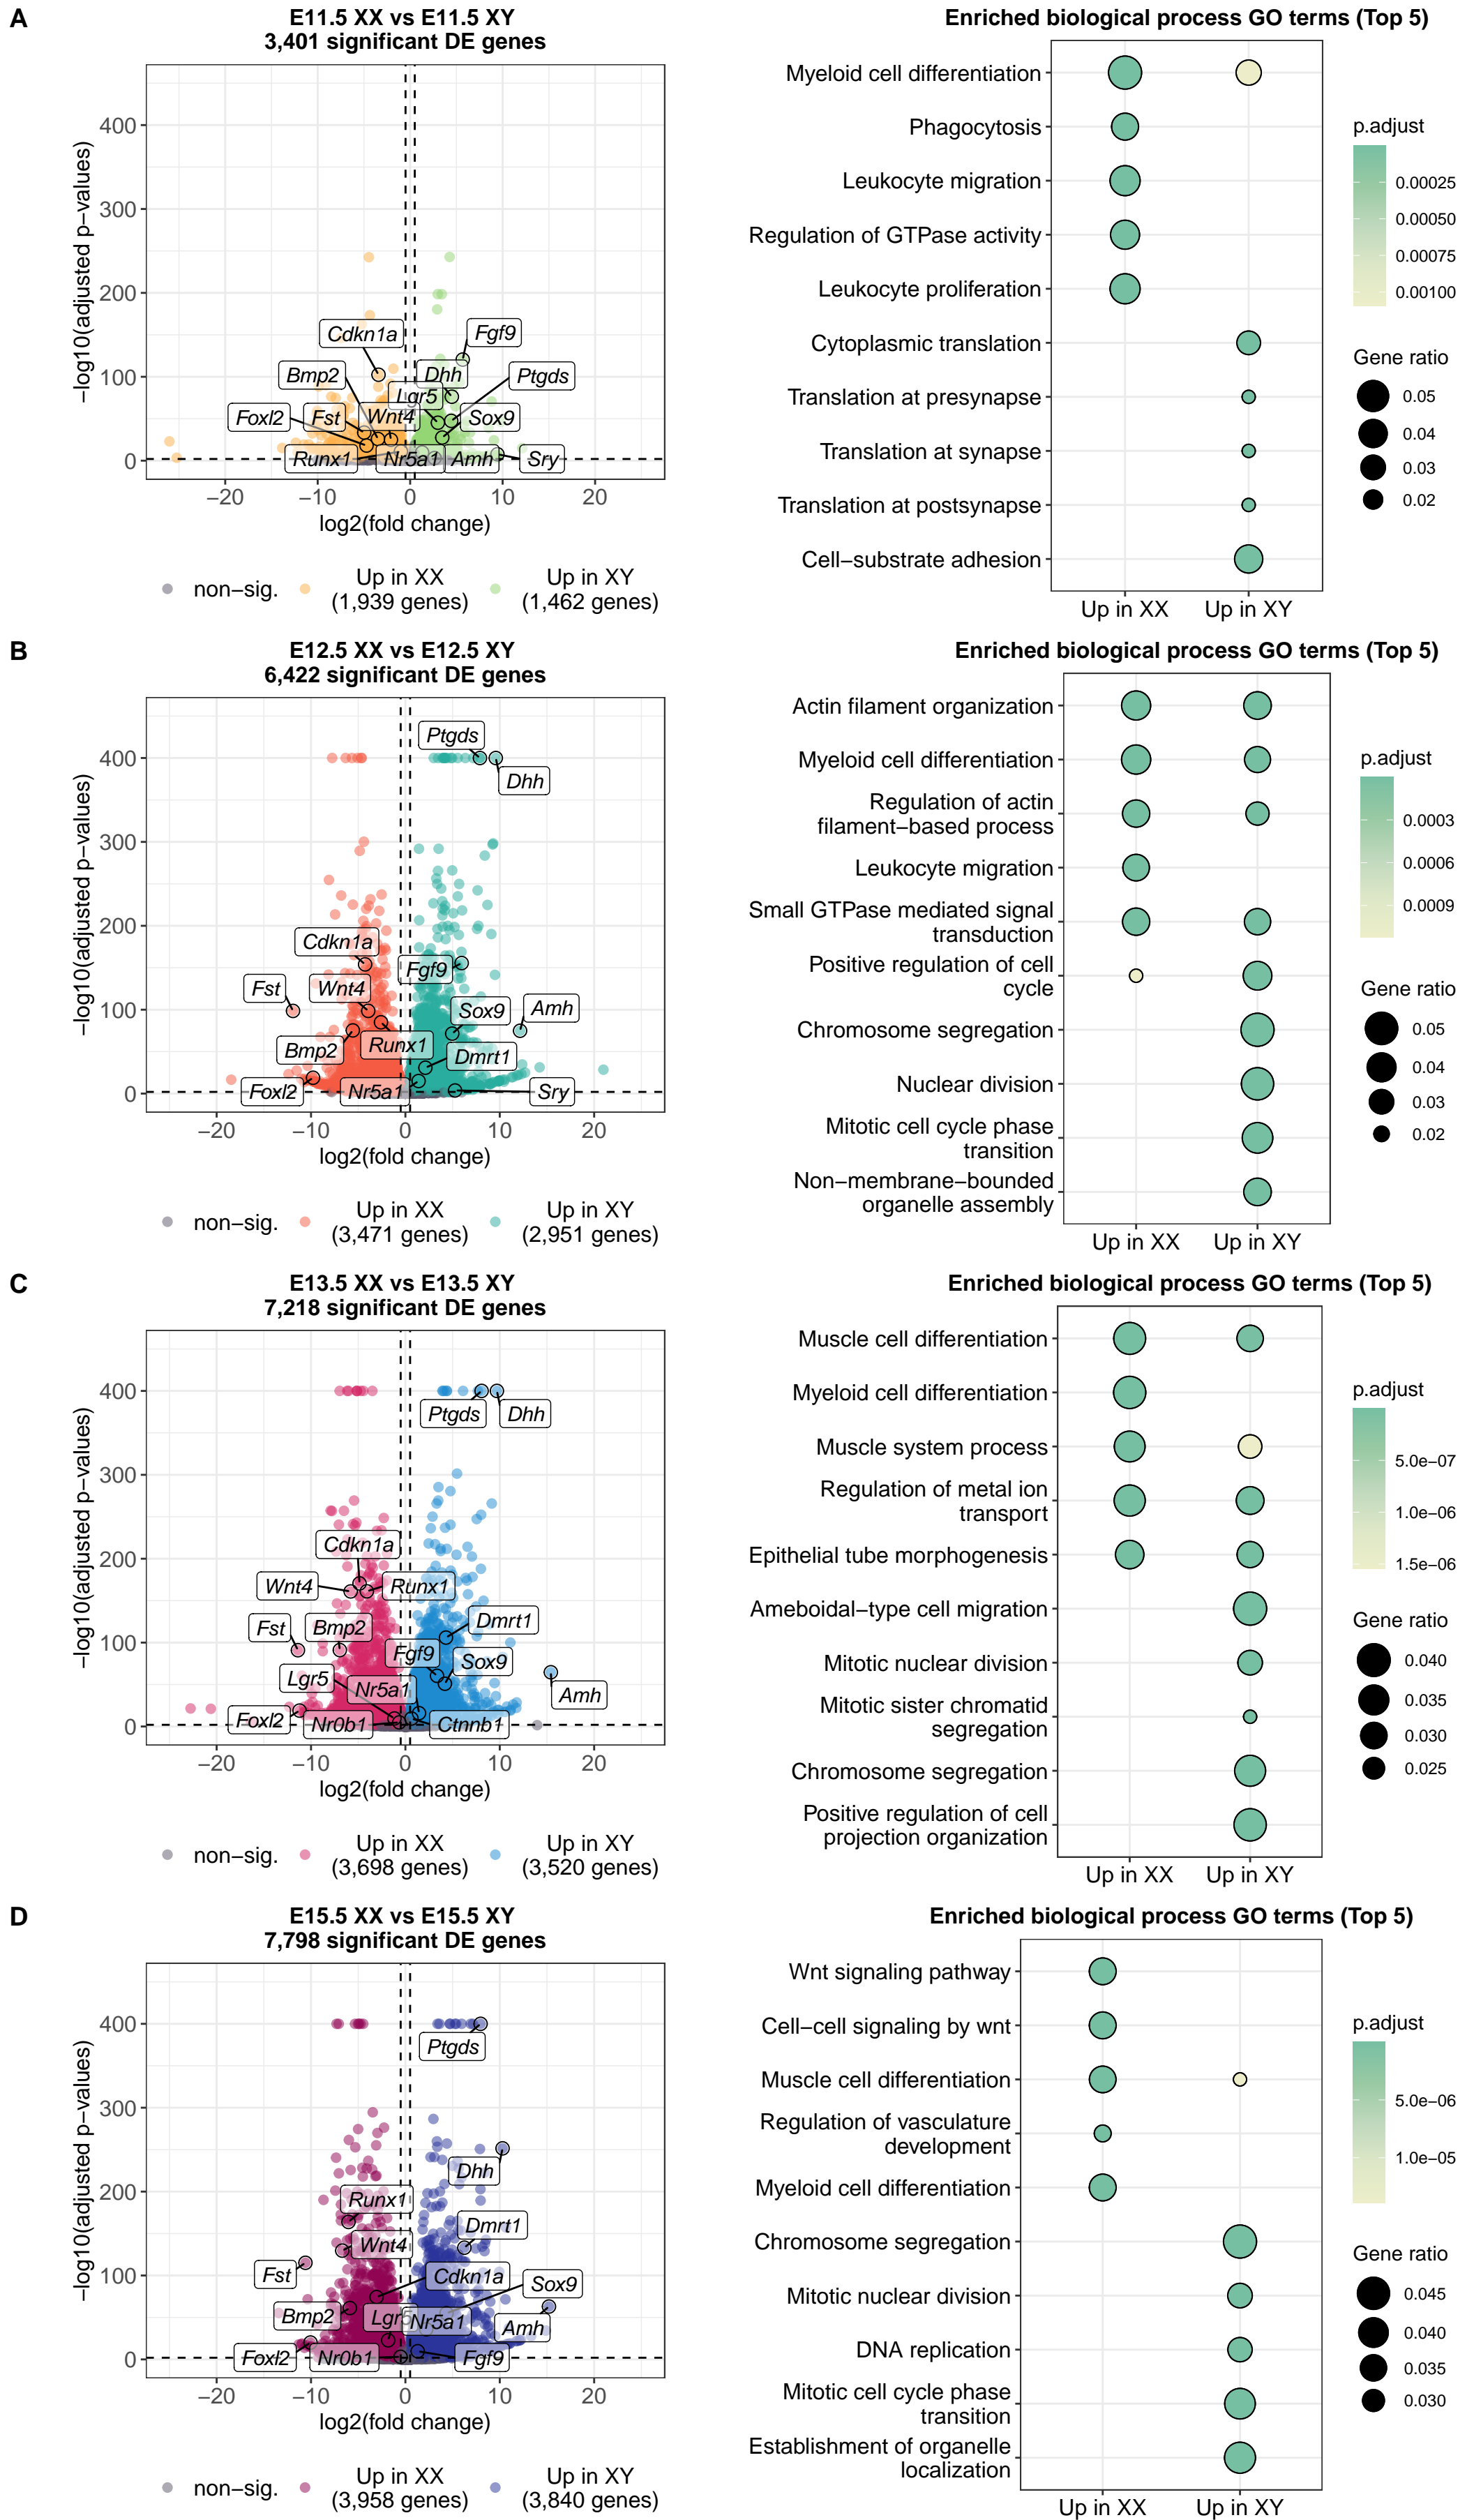 A
E11.5 XX vs E11.5 XY
3,401 significant DE genes
−log10(adjusted p−values)
400
300
200
100
0
Cdkn1a
Fgf9
Bmp2
Dhh
Ptgds
Lgr5
Foxl2
Fst
Wnt4
Sox9
Runx1
Nr5a1
Amh
Sry
−20
−10
0
10
20
log2(fold change)
non−sig.
Up in XX
(1,939 genes)
Up in XY
(1,462 genes)
Enriched biological process GO terms (Top 5)
Myeloid cell differentiation
Phagocytosis
Leukocyte migration
Regulation of GTPase activity
Leukocyte proliferation
Cytoplasmic translation
Translation at presynapse
Translation at synapse
Translation at postsynapse
Cell−substrate adhesion
Up in XX
Up in XY
p.adjust
0.00025
0.00050
0.00075
0.00100
Gene ratio
0.05
0.04
0.03
0.02
B
E12.5 XX vs E12.5 XY
6,422 significant DE genes
−log10(adjusted p−values)
400
300
200
100
0
Ptgds
Dhh
Cdkn1a
Fgf9
Fst
Wnt4
Sox9
Amh
Bmp2
Runx1
Dmrt1
Foxl2
Nr5a1
Sry
−20
−10
0
10
20
log2(fold change)
non−sig.
Up in XX
(3,471 genes)
Up in XY
(2,951 genes)
Enriched biological process GO terms (Top 5)
Actin filament organization
Myeloid cell differentiation
Regulation of actin
filament−based process
Leukocyte migration
Small GTPase mediated signal
transduction
Positive regulation of cell
cycle
Chromosome segregation
Nuclear division
Mitotic cell cycle phase
transition
Non−membrane−bounded
organelle assembly
Up in XX
Up in XY
p.adjust
0.0003
0.0006
0.0009
Gene ratio
0.05
0.04
0.03
0.02
C
E13.5 XX vs E13.5 XY
7,218 significant DE genes
−log10(adjusted p−values)
400
300
200
100
0
Ptgds
Dhh
Cdkn1a
Wnt4
Runx1
Fst
Bmp2
Dmrt1
Fgf9
Sox9
Lgr5
Nr5a1
Amh
Foxl2
Nr0b1
Ctnnb1
−20
−10
0
10
20
log2(fold change)
non−sig.
Up in XX
(3,698 genes)
Up in XY
(3,520 genes)
Enriched biological process GO terms (Top 5)
Muscle cell differentiation
Myeloid cell differentiation
Muscle system process
Regulation of metal ion
transport
Epithelial tube morphogenesis
Ameboidal−type cell migration
Mitotic nuclear division
Mitotic sister chromatid
segregation
Chromosome segregation
Positive regulation of cell
projection organization
Up in XX
Up in XY
p.adjust
5.0e−07
1.0e−06
1.5e−06
Gene ratio
0.040
0.035
0.030
0.025
D
E15.5 XX vs E15.5 XY
7,798 significant DE genes
−log10(adjusted p−values)
400
300
200
100
0
Ptgds
Dhh
Runx1
Dmrt1
Wnt4
Fst
Cdkn1a
Sox9
Bmp2
Lgr5
Nr5a1
Amh
Foxl2
Nr0b1
Fgf9
−20
−10
0
10
20
log2(fold change)
non−sig.
Up in XX
(3,958 genes)
Up in XY
(3,840 genes)
Enriched biological process GO terms (Top 5)
Wnt signaling pathway
Cell−cell signaling by wnt
Muscle cell differentiation
Regulation of vasculature
development
Myeloid cell differentiation
Chromosome segregation
Mitotic nuclear division
DNA replication
Mitotic cell cycle phase
transition
Establishment of organelle
localization
Up in XX
Up in XY
p.adjust
5.0e−06
1.0e−05
Gene ratio
0.045
0.040
0.035
0.030